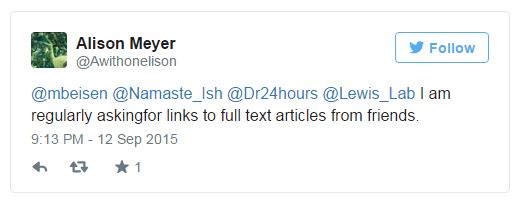 Alison Meyer
@Awithonelison
Follow
@mbeisen @Namaste_Ish @Dr24hours @Lewis_Lab I am
regularly askingfor links to full text articles from friends.
9:13 PM - 12 Sep 2015
1